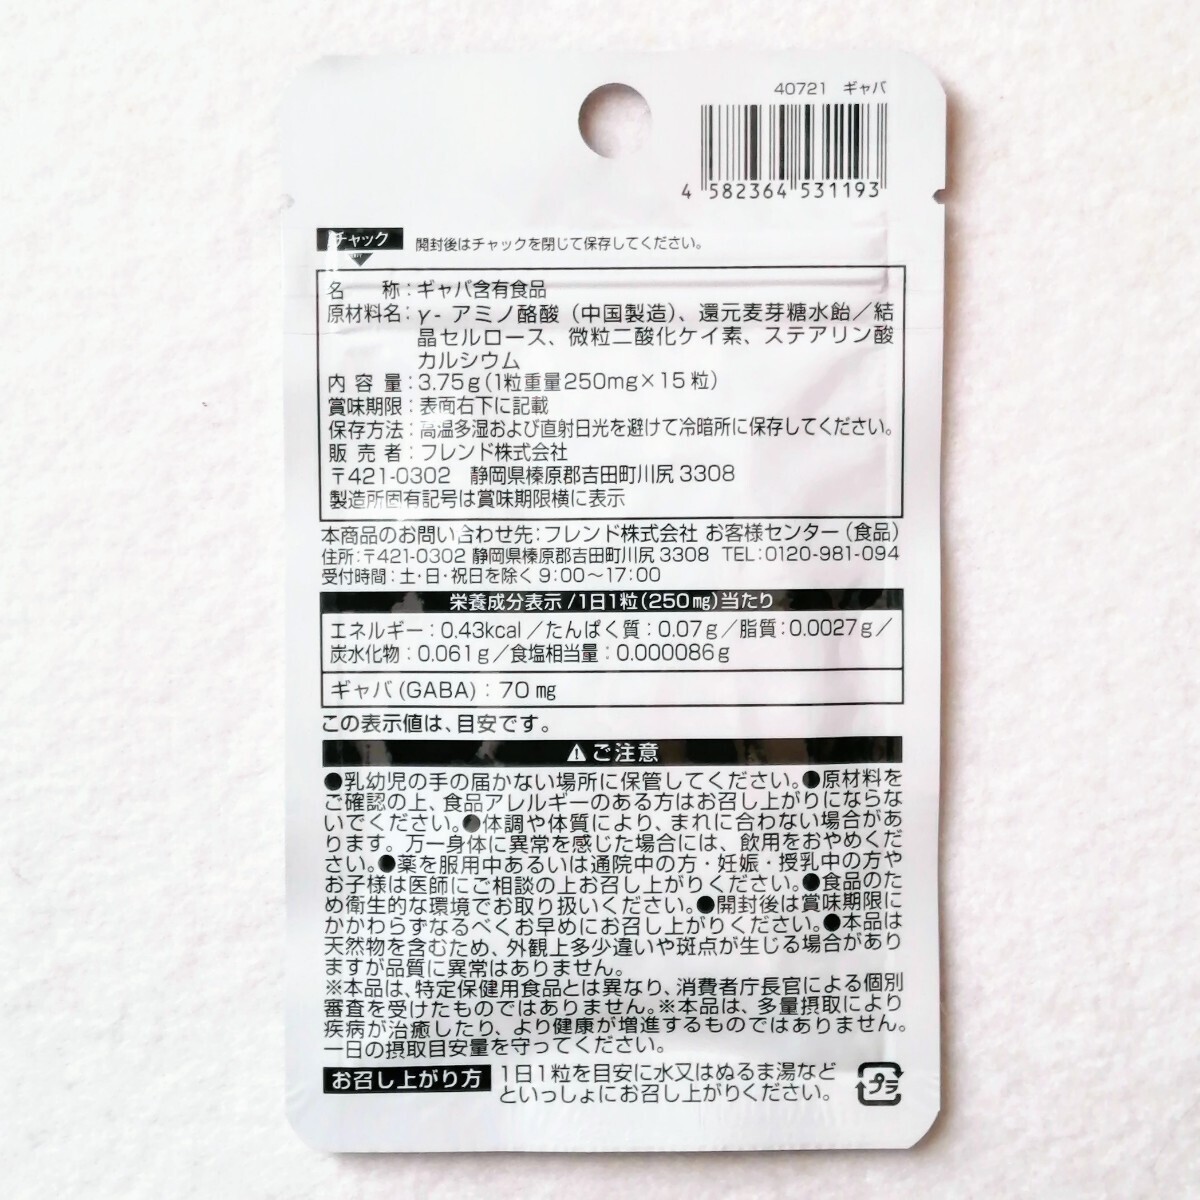 40721 ギャバ
4 582364 531193
チャック 開封後はチャックを閉じて保存してください。
名 称：ギャバ含有食品
原材料名：γ-アミノ酪酸（中国製造）、還元麦芽糖水飴／結
晶セルロース、微粒二酸化ケイ素、ステアリン酸
カルシウム
内容量：3.75g（1粒重量250mg×15粒）
賞味期限：表面右下に記載
保存方法：高温多湿および直射日光を避けて冷暗所に保存してください。
販売者：フレンド株式会社
〒421-0302 静岡県榛原郡吉田町川尻3308
製造所固有記号は賞味期限横に表示
本商品のお問い合わせ先：フレンド株式会社 お客様センター（食品）
住所：〒421-0302 静岡県榛原郡吉田町川尻3308 TEL：0120-981-094
受付時間：土・日・祝日を除く9：00～17：00
栄養成分表示/1日1粒（250㎎）当たり
エネルギー：0.43kcal／たんぱく質：0.07g／脂質：0.0027g／
炭水化物：0.061g／食塩相当量：0.000086g
ギャバ(GABA)：70㎎
この表示値は、目安です。
⚠ご注意
●乳幼児の手の届かない場所に保管してください。●原材料を
ご確認の上、食品アレルギーのある方はお召し上がりにならな
いでください。●体調や体質により、まれに合わない場合があ
ります。万一身体に異常を感じた場合には、飲用をおやめくだ
さい。●薬を服用中あるいは通院中の方・妊娠・授乳中の方や
お子様は医師にご相談の上お召し上がりください。●食品のた
め衛生的な環境でお取り扱いください。●開封後は賞味期限に
かかわらずなるべくお早めにお召し上がりください。●本品は
天然物を含むため、外観上多少違いや斑点が生じる場合があり
ますが品質に異常はありません。
※本品は、特定保健用食品とは異なり、消費者庁長官による個別
審査を受けたものではありません。※本品は、多量摂取により
疾病が治癒したり、より健康が増進するものではありません。
一日の摂取目安量を守ってください。
お召し上がり方 1日1粒を目安に水又はぬるま湯など
といっしょにお召し上がりください。
プラ